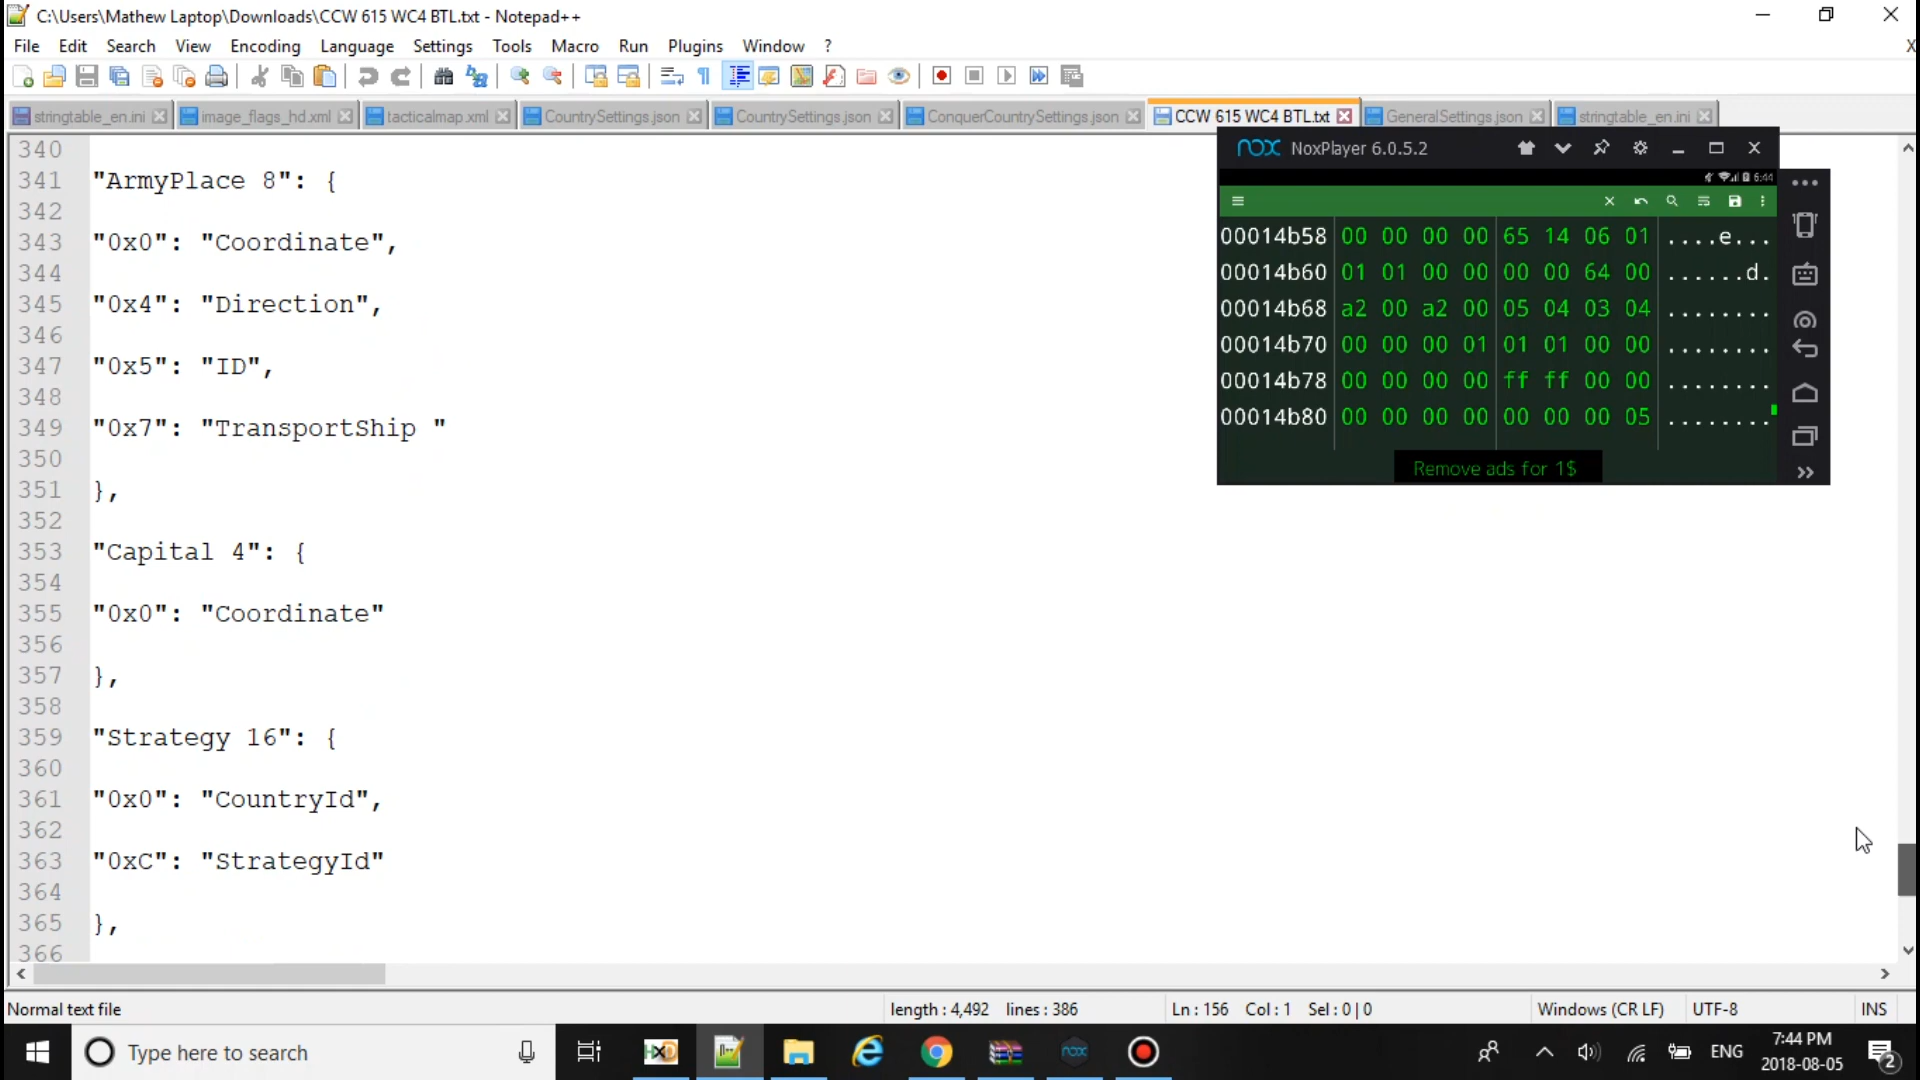 C:\Users\Mathew Laptop\Downloads\CCW 615 WC4 BTL.txt - Notepad++
File Edit Search View Encoding Language Settings Tools Macro Run Plugins Window ? X
stringtable_en.ini image_flags_hd.xml tacticalmap.xml CountrySettings.json CountrySettings.json ConquerCountrySettings.json CCW 615 WC4 BTL.txt GeneralSettings.json stringtable_en.ini
340
341 "ArmyPlace 8": {
342
343 "0x0": "Coordinate",
344
345 "0x4": "Direction",
346
347 "0x5": "ID",
348
349 "0x7": "TransportShip "
350
351 },
352
353 "Capital 4": {
354
355 "0x0": "Coordinate"
356
357 },
358
359 "Strategy 16": {
360
361 "0x0": "CountryId",
362
363 "0xC": "StrategyId"
364
365 },
366
nox NoxPlayer 6.0.5.2
6:44
00014b58 00 00 00 00 65 14 06 01 ....e...
00014b60 01 01 00 00 00 00 64 00 ......d.
00014b68 a2 00 a2 00 05 04 03 04 ........
00014b70 00 00 00 01 01 01 00 00 ........
00014b78 00 00 00 00 ff ff 00 00 ........
00014b80 00 00 00 00 00 00 00 05 ........
Remove ads for 1$
Normal text file length : 4,492 lines : 386 Ln : 156 Col : 1 Sel : 0 | 0 Windows (CR LF) UTF-8 INS
Type here to search HXD nox ENG 7:44 PM
2018-08-05 2